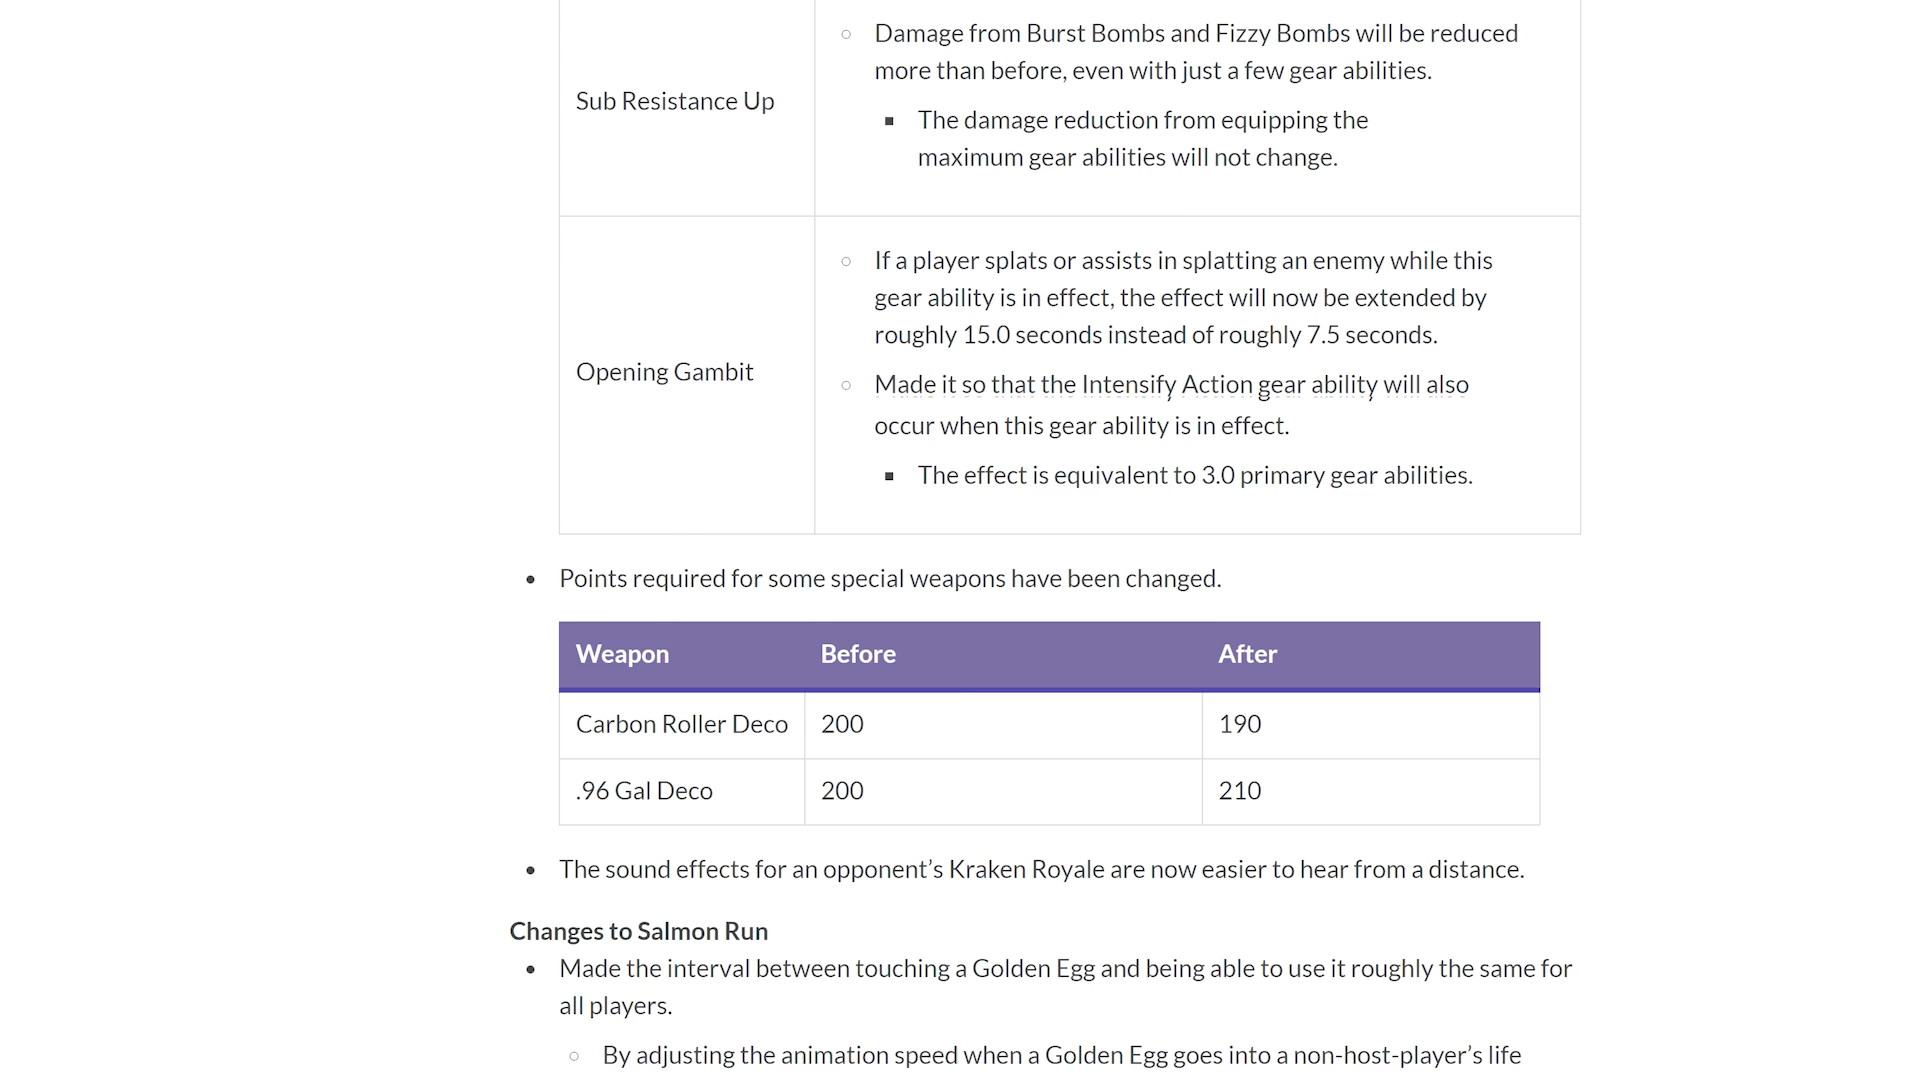 Damage from Burst Bombs and Fizzy Bombs will be reduced
more than before, even with just a few gear abilities.
Sub Resistance Up
The damage reduction from equipping the
maximum gear abilities will not change.
If a player splats or assists in splatting an enemy while this
gear ability is in effect, the effect will now be extended by
roughly 15.0 seconds instead of roughly 7.5 seconds.
Opening Gambit
Made it so that the Intensify Action gear ability will also
occur when this gear ability is in effect.
The effect is equivalent to 3.0 primary gear abilities.
Points required for some special weapons have been changed.
Weapon Before After
Carbon Roller Deco 200 190
.96 Gal Deco 200 210
The sound effects for an opponent’s Kraken Royale are now easier to hear from a distance.
Changes to Salmon Run
Made the interval between touching a Golden Egg and being able to use it roughly the same for
all players.
By adjusting the animation speed when a Golden Egg goes into a non-host-player’s life